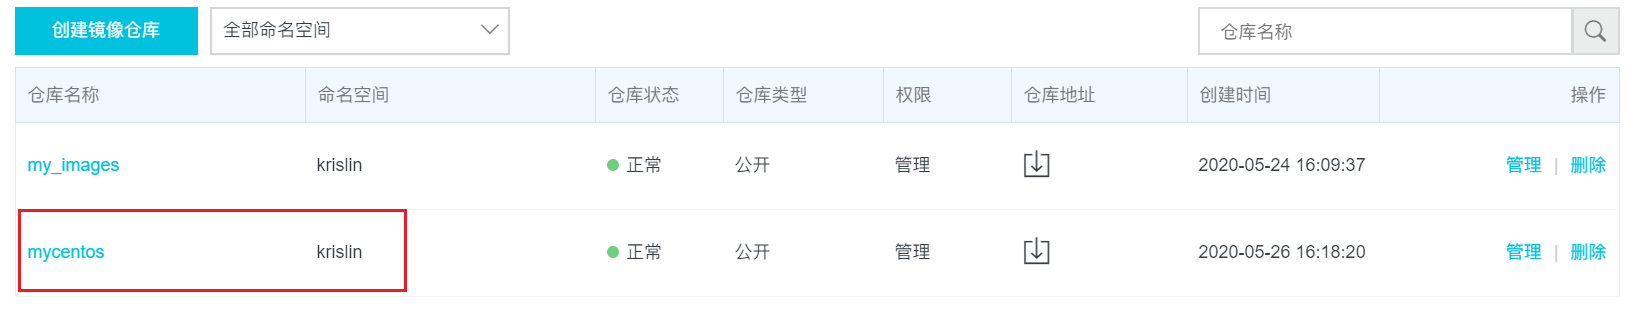 创建镜像仓库 全部命名空间 仓库名称
仓库名称 命名空间 仓库状态 仓库类型 权限 仓库地址 创建时间 操作
my_images krislin 正常 公开 管理 2020-05-24 16:09:37 管理 | 删除
mycentos krislin 正常 公开 管理 2020-05-26 16:18:20 管理 | 删除